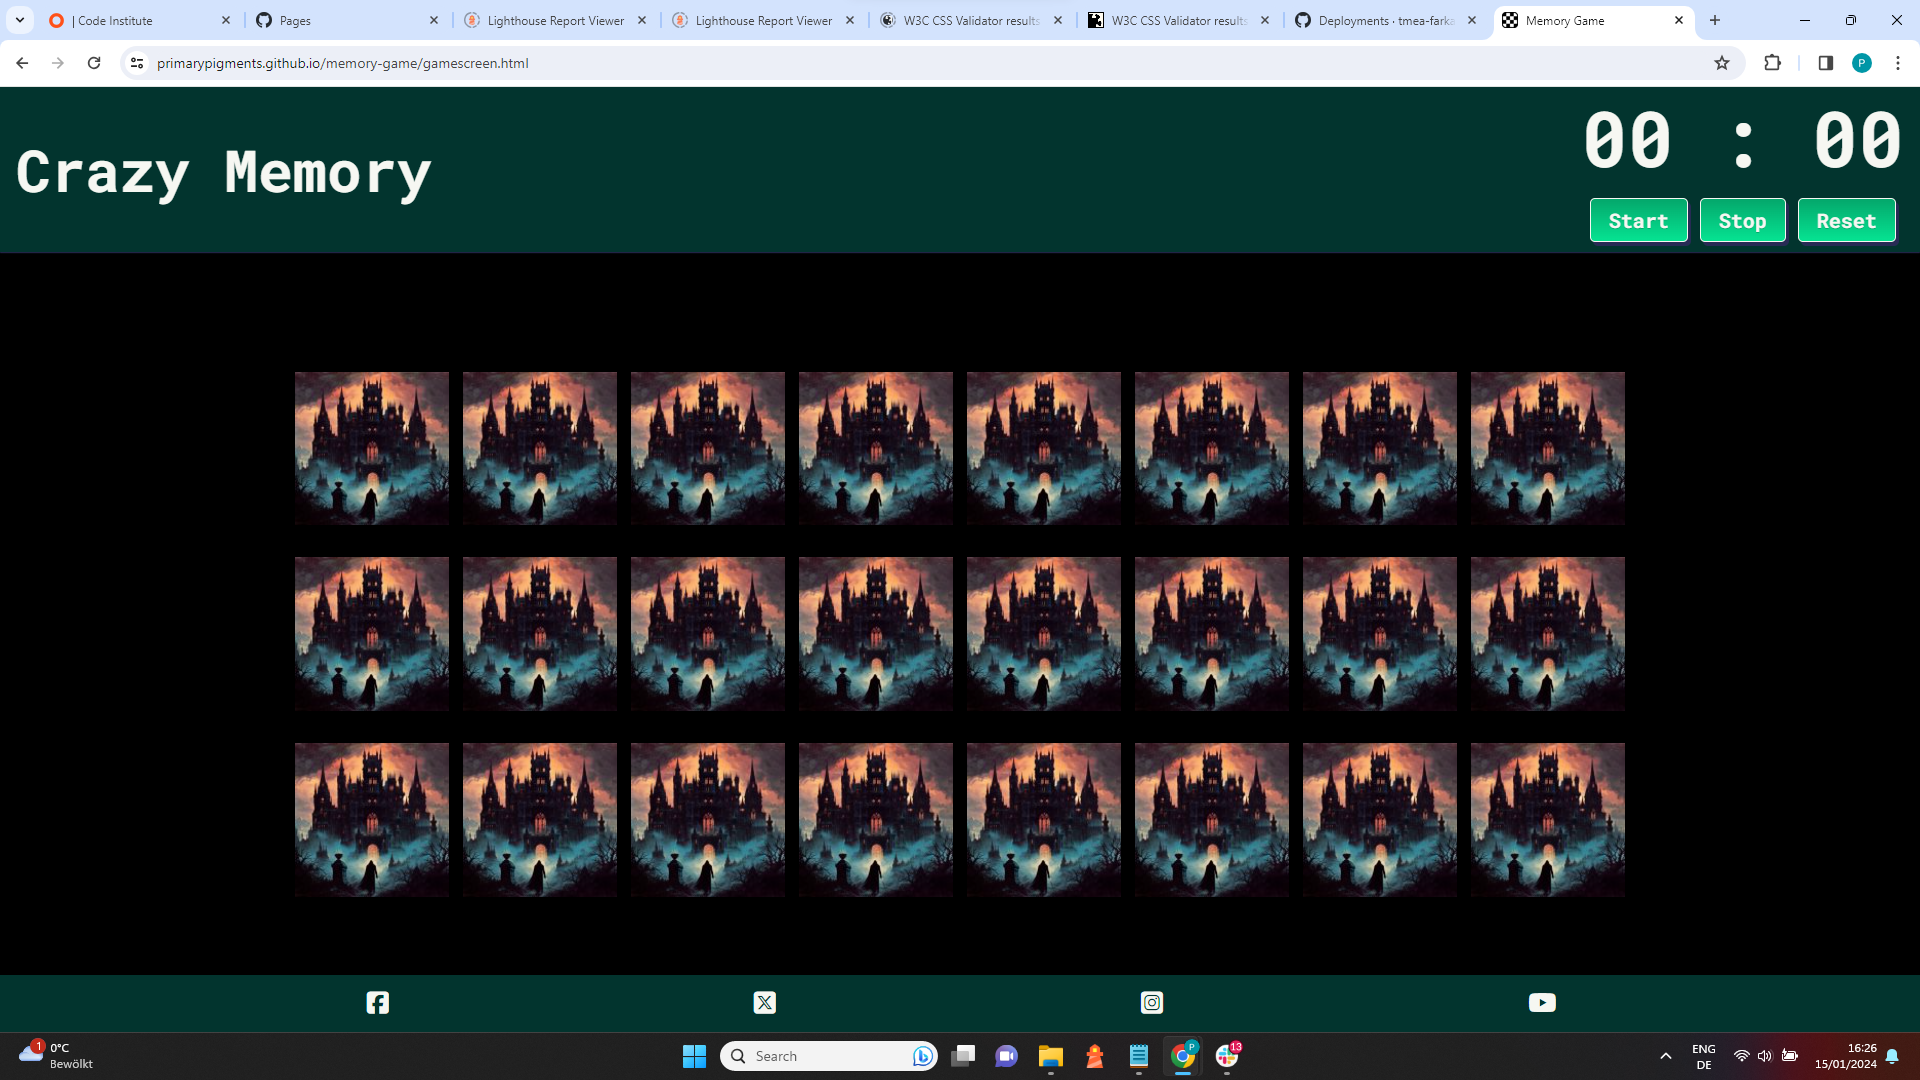 | Code Institute
Pages
Lighthouse Report Viewer
Lighthouse Report Viewer
W3C CSS Validator results
W3C CSS Validator results
Deployments · tmea-farka
Memory Game
primarypigments.github.io/memory-game/gamescreen.html
P
Crazy Memory
00 : 00
Start
Stop
Reset
1
0°C
Bewölkt
Search
P
13
ENG
DE
16:26
15/01/2024